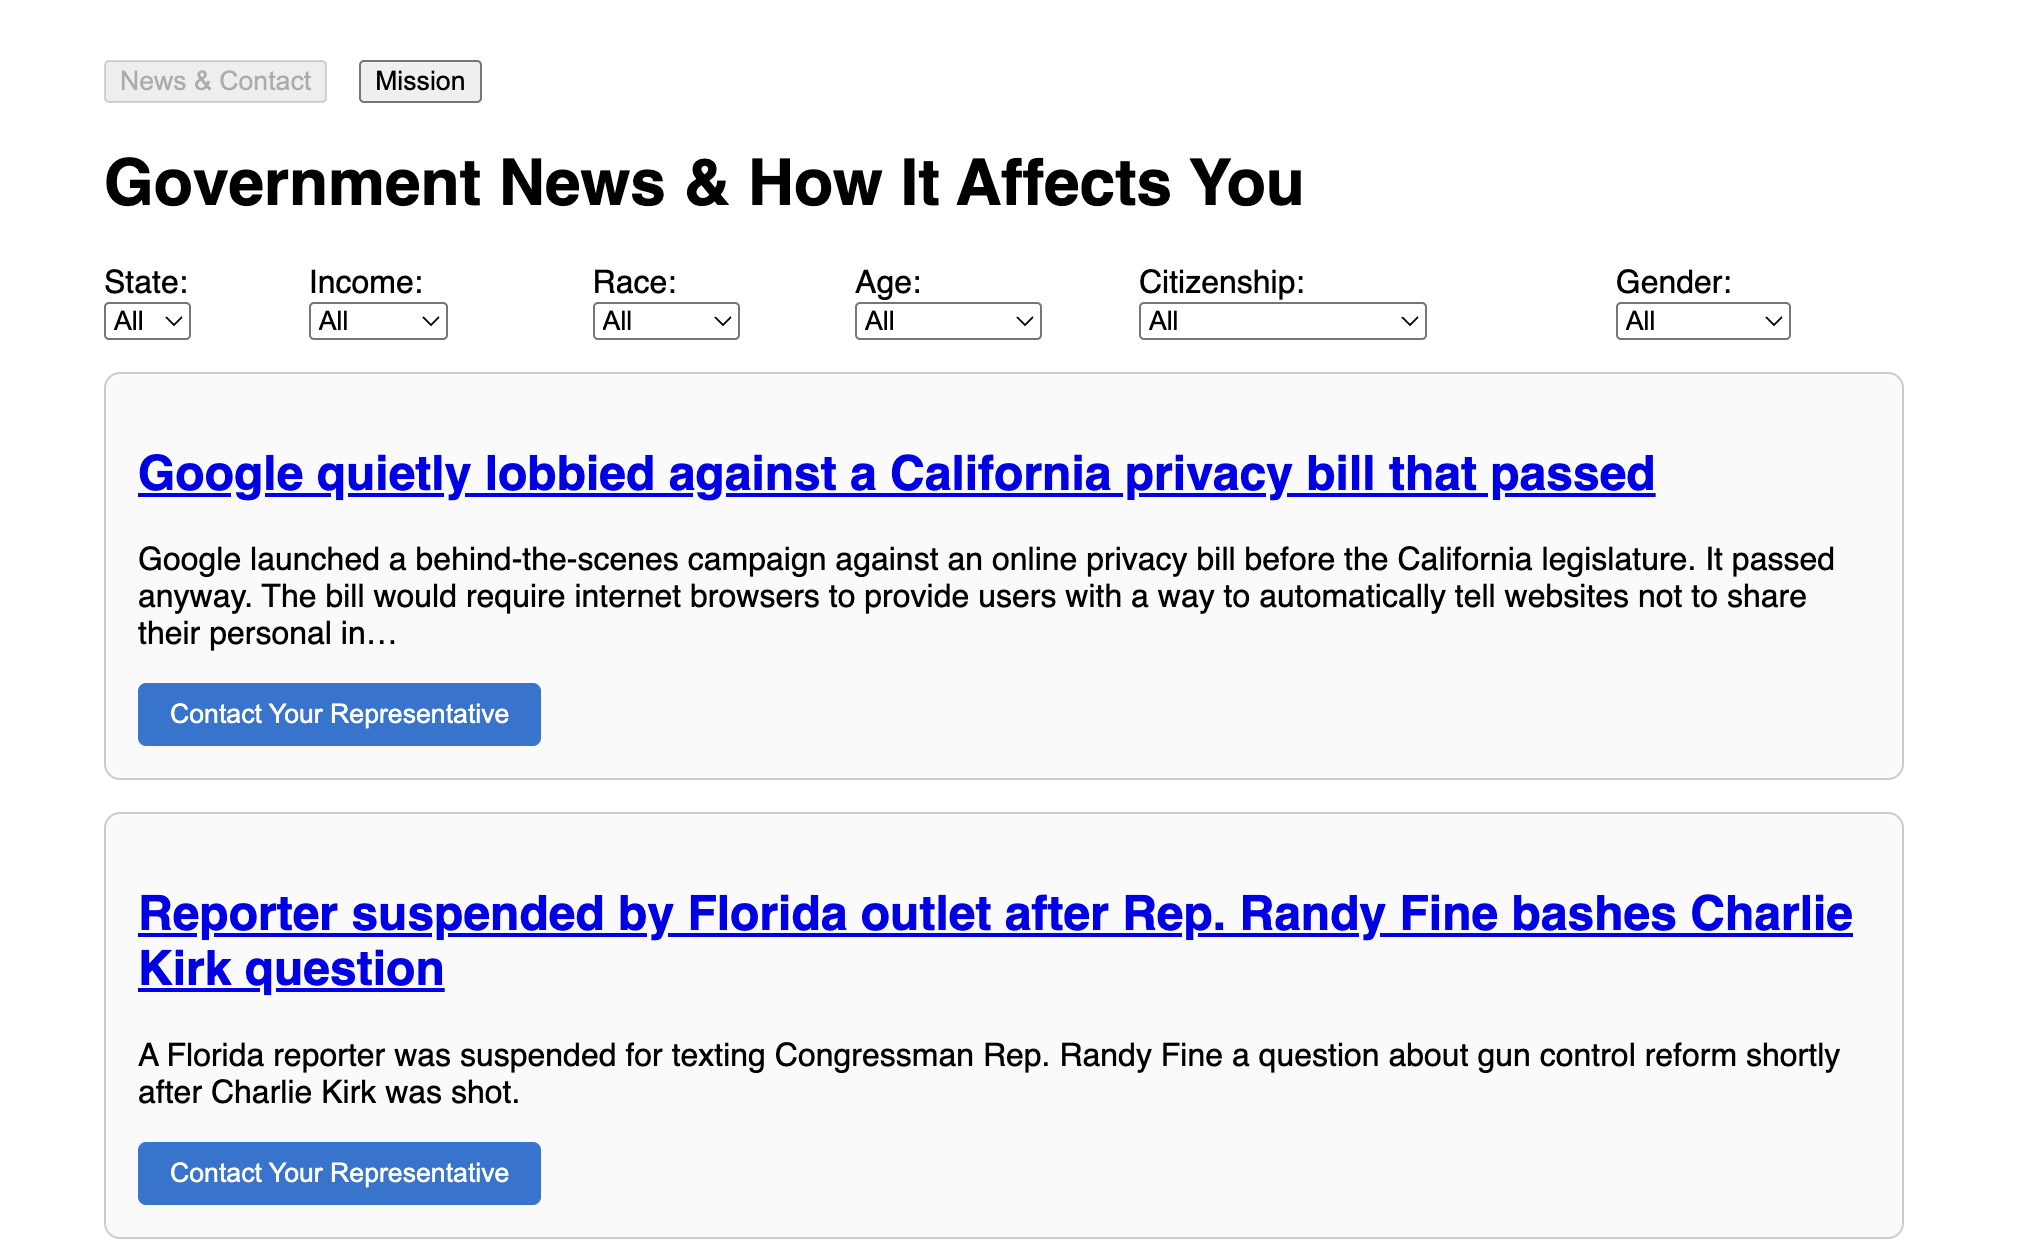 News & Contact Mission
Government News & How It Affects You
State: Income: Race: Age: Citizenship: Gender:
All All All All All All
Google quietly lobbied against a California privacy bill that passed
Google launched a behind-the-scenes campaign against an online privacy bill before the California legislature. It passed
anyway. The bill would require internet browsers to provide users with a way to automatically tell websites not to share
their personal in…
Contact Your Representative
Reporter suspended by Florida outlet after Rep. Randy Fine bashes Charlie
Kirk question
A Florida reporter was suspended for texting Congressman Rep. Randy Fine a question about gun control reform shortly
after Charlie Kirk was shot.
Contact Your Representative